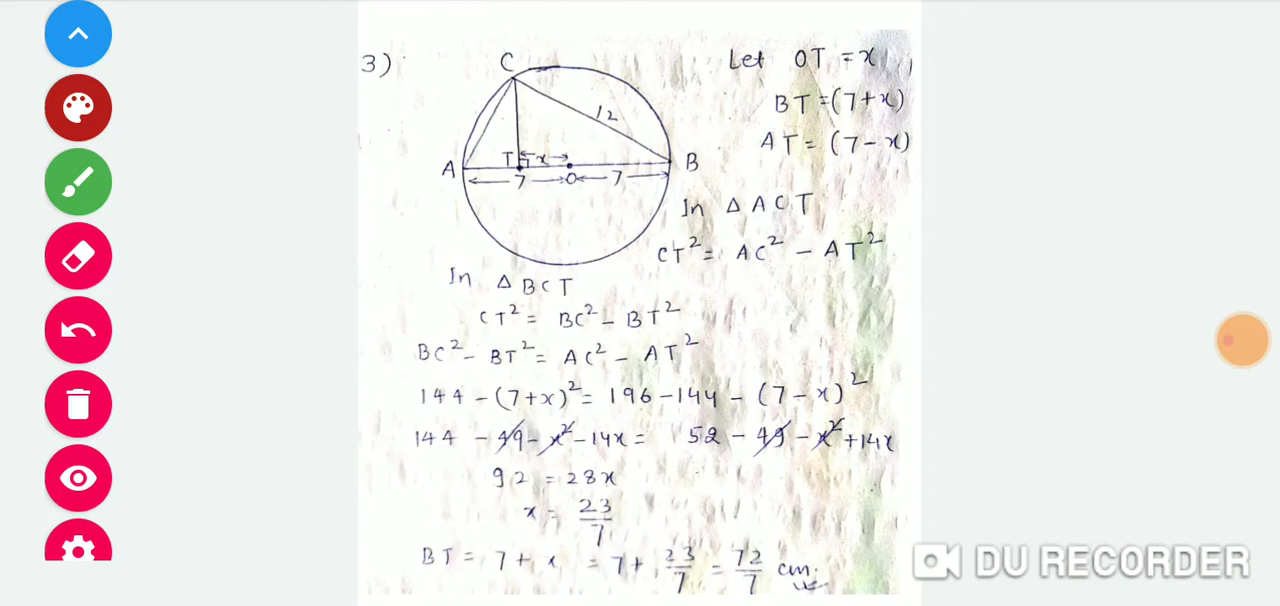 3)
C
12
A
T
x
B
7
O
7
Let OT = x,
BT = (7+x)
AT = (7-x)
In △ ACT
CT² = AC² - AT²
In △ BCT
CT² = BC² - BT²
BC² - BT² = AC² - AT²
144 - (7+x)² = 196 - 144 - (7-x)²
144 - 49 - x² - 14x = 52 - 49 - x² + 14x
92 = 28x
x = 23/7
BT = 7 + x = 7 + 23/7 = 72/7 cm.
DU RECORDER